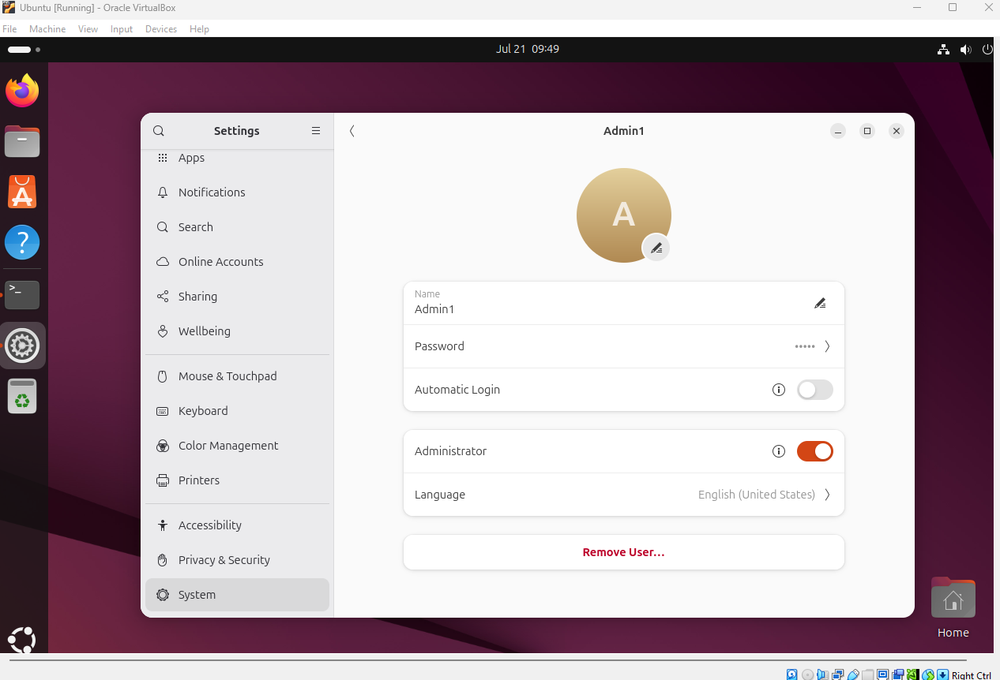 Ubuntu [Running] - Oracle VirtualBox
File Machine View Input Devices Help
Jul 21 09:49
Settings
Admin1
Apps
Notifications
Search
Online Accounts
Sharing
Wellbeing
Mouse & Touchpad
Keyboard
Color Management
Printers
Accessibility
Privacy & Security
System
A
Name
Admin1
Password •••••
Automatic Login
Administrator
Language English (United States)
Remove User...
Home
Right Ctrl